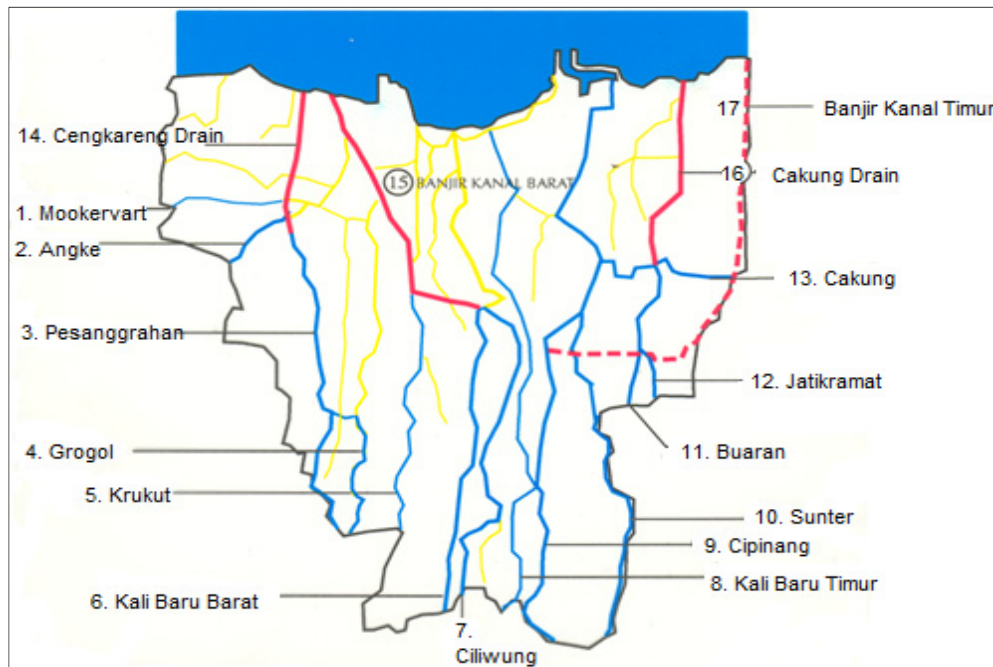 17
Banjir Kanal Timur
14. Cengkareng Drain
16
Cakung Drain
15 BANJIR KANAL BARAT
1. Mookervart
2. Angke
13. Cakung
3. Pesanggrahan
12. Jatikramat
4. Grogol
11. Buaran
5. Krukut
10. Sunter
9. Cipinang
8. Kali Baru Timur
6. Kali Baru Barat
7.
Ciliwung